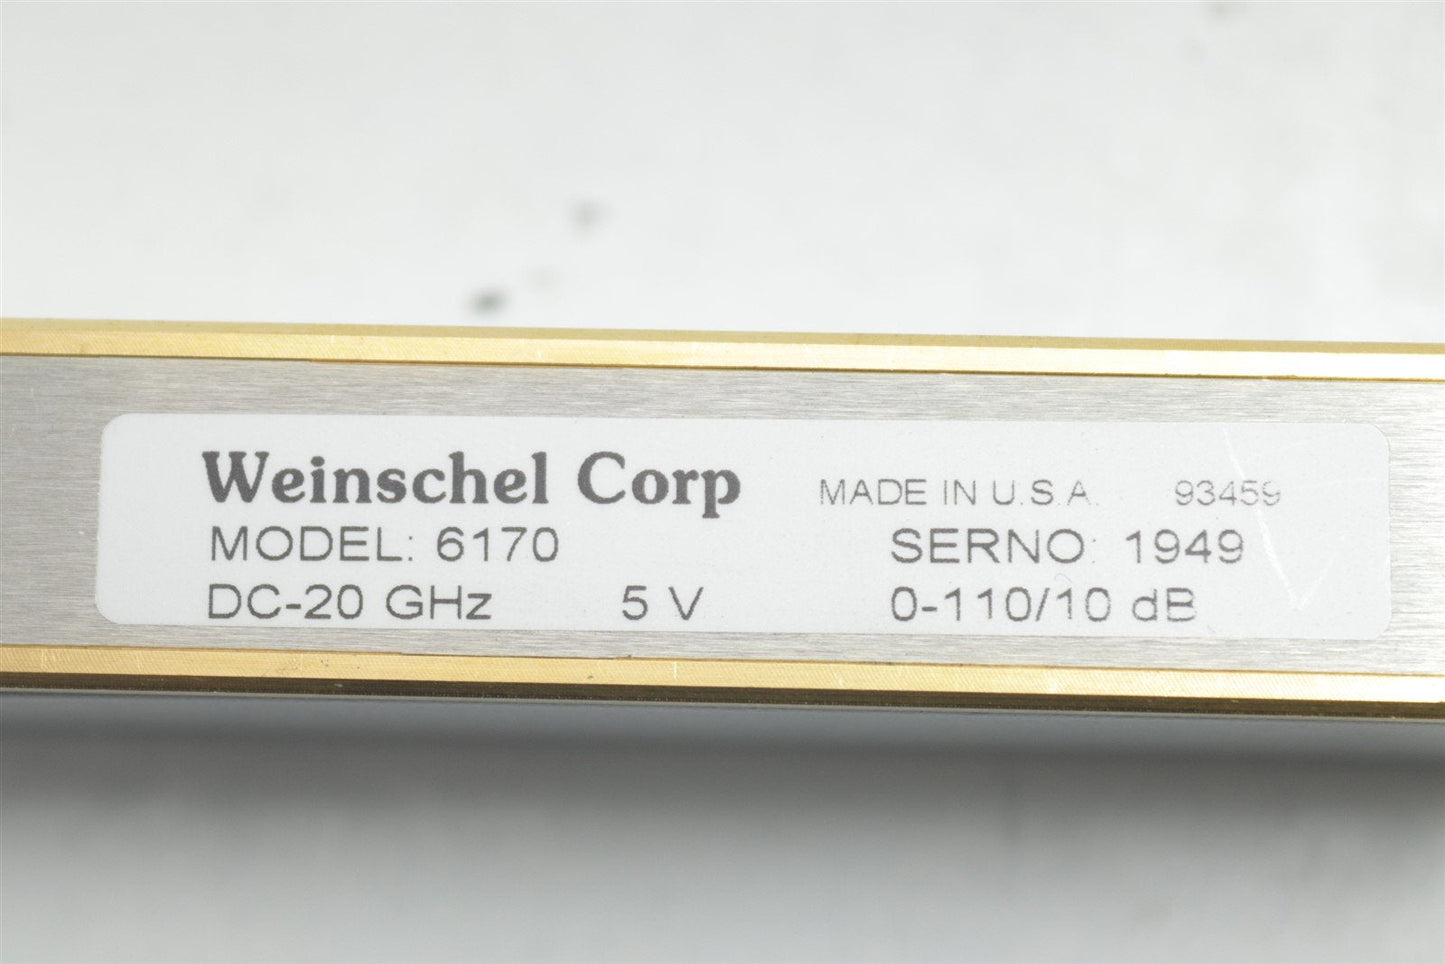 Weinschel Corp MADE IN U.S.A. 93459
MODEL: 6170 SERNO: 1949
DC-20 GHz 5 V 0-110/10 dB